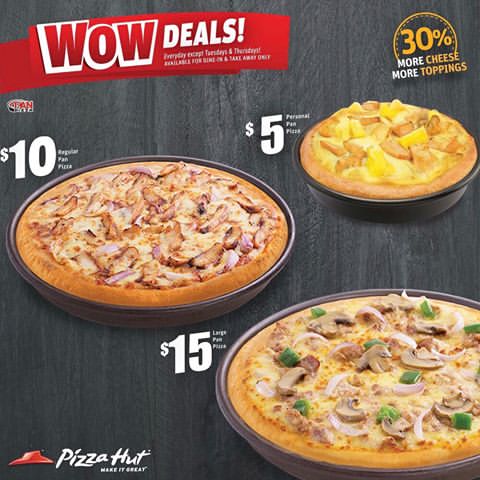 WOW DEALS!
Everyday except Tuesdays & Thursdays!
AVAILABLE FOR DINE-IN & TAKE AWAY ONLY
30%
MORE CHEESE
MORE TOPPINGS
PAN
$5 Personal
Pan
Pizza
$10 Regular
Pan
Pizza
$15 Large
Pan
Pizza
Pizza Hut
MAKE IT GREAT